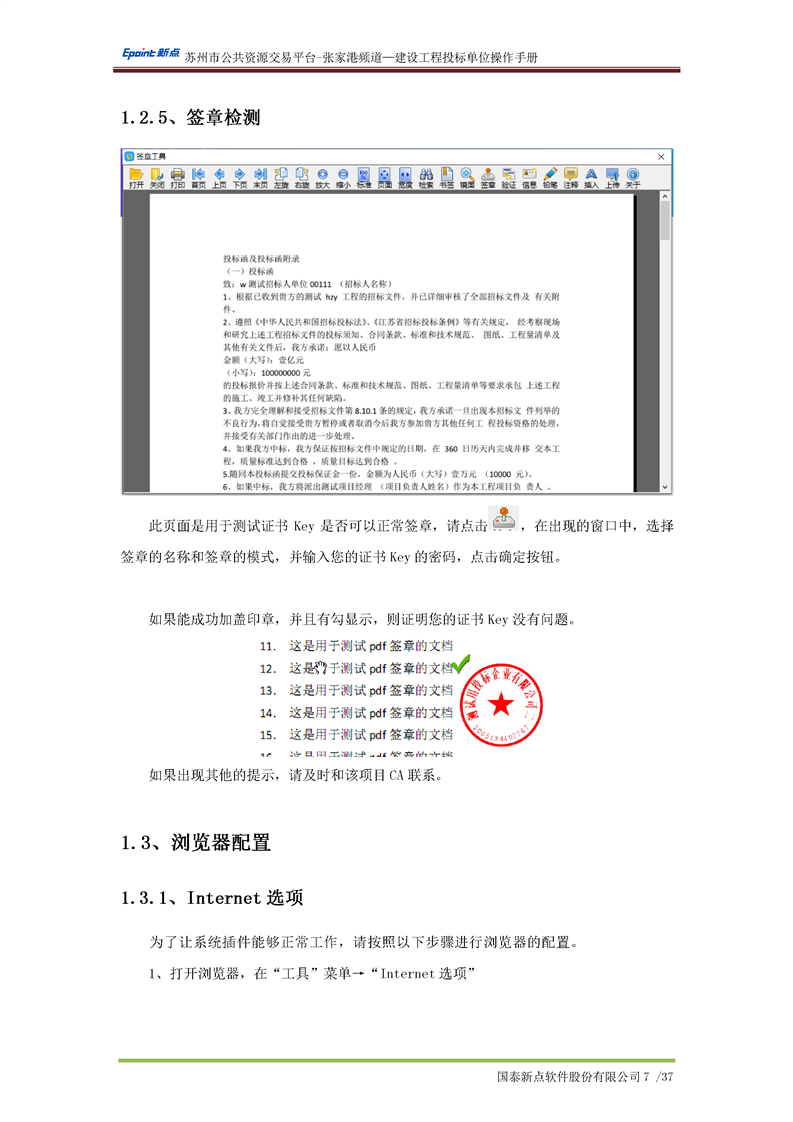 Epoint新点 苏州市公共资源交易平台-张家港频道—建设工程投标单位操作手册
1.2.5、签章检测
签章工具
打开 关闭 打印 首页 上页 下页 末页 左旋 右旋 放大 缩小 标准 页面 宽度 检索 书签 镜面 签章 验证 信息 铅笔 注释 插入 上传 关于
投标函及投标函附录
（一）投标函
致：w 测试招标人单位 00111 （招标人名称）
1、根据已收到贵方的测试 hzy 工程的招标文件，并已详细审核了全部招标文件及 有关附
件。
2、遵照《中华人民共和国招标投标法》、《江苏省招标投标条例》等有关规定， 经考察现场
和研究上述工程招标文件的投标须知、合同条款、标准和技术规范、 图纸、工程量清单及
其他有关文件后，我方承诺：愿以人民币
金额（大写）：壹亿元
（小写）：100000000 元
的投标报价并按上述合同条款、标准和技术规范、图纸、工程量清单等要求承包 上述工程
的施工、竣工并修补其任何缺陷。
3、我方完全理解和接受招标文件第 8.10.1 条的规定，我方承诺一旦出现本招标文 件列举的
不良行为，将自觉接受贵方暂停或者取消今后我方参加贵方其他任何工 程投标资格的处理，
并接受有关部门作出的进一步处理。
4、如果我方中标，我方保证按招标文件中规定的日期，在 360 日历天内完成并移 交本工
程，质量标准达到合格 ，质量目标达到合格 。
5.随同本投标函提交投标保证金一份，金额为人民币（大写）壹万元 （10000 元）。
6、如果中标，我方将派出测试项目经理 （项目负责人姓名）作为本工程项目负 责人 。
此页面是用于测试证书 Key 是否可以正常签章，请点击 ，在出现的窗口中，选择
签章的名称和签章的模式，并输入您的证书 Key 的密码，点击确定按钮。
如果能成功加盖印章，并且有勾显示，则证明您的证书 Key 没有问题。
11. 这是用于测试 pdf 签章的文档
12. 这是 于测试 pdf 签章的文档
13. 这是用于测试 pdf 签章的文档
14. 这是用于测试 pdf 签章的文档
15. 这是用于测试 pdf 签章的文档
16. 这是用于测试 pdf 签章的文档
测试用投标企业有限公司
如果出现其他的提示，请及时和该项目 CA 联系。
1.3、浏览器配置
1.3.1、Internet 选项
为了让系统插件能够正常工作，请按照以下步骤进行浏览器的配置。
1、打开浏览器，在“工具”菜单→“Internet 选项”
国泰新点软件股份有限公司 7 /37